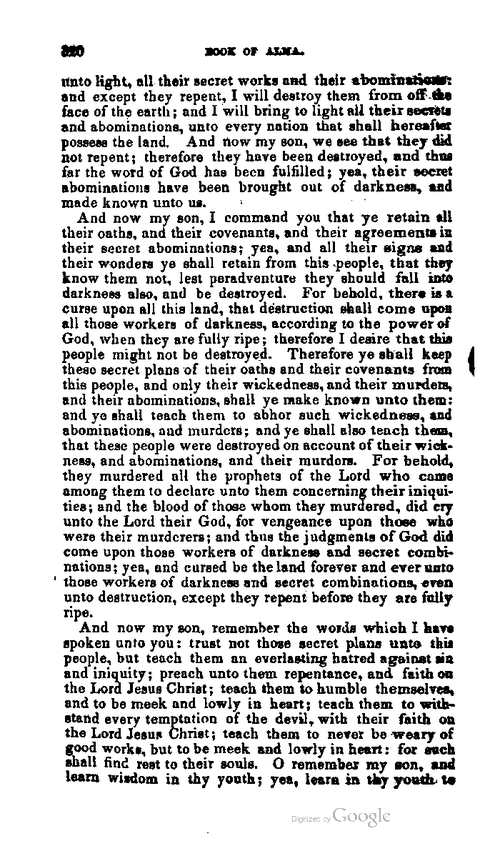 320 BOOK OF ALMA.
unto light, all their secret works and their abominations:
and except they repent, I will destroy them from off the
face of the earth; and I will bring to light all their secrets
and abominations, unto every nation that shall hereafter
possess the land. And now my son, we see that they did
not repent; therefore they have been destroyed, and thus
far the word of God has been fulfilled; yea, their secret
abominations have been brought out of darkness, and
made known unto us.
And now my son, I command you that ye retain all
their oaths, and their covenants, and their agreements in
their secret abominations; yea, and all their signs and
their wonders ye shall retain from this people, that they
know them not, lest peradventure they should fall into
darkness also, and be destroyed. For behold, there is a
curse upon all this land, that destruction shall come upon
all those workers of darkness, according to the power of
God, when they are fully ripe; therefore I desire that this
people might not be destroyed. Therefore ye shall keep
these secret plans of their oaths and their covenants from
this people, and only their wickedness, and their murders,
and their abominations, shall ye make known unto them:
and ye shall teach them to abhor such wickedness, and
abominations, and murders; and ye shall also teach them,
that these people were destroyed on account of their wick-
ness, and abominations, and their murders. For behold,
they murdered all the prophets of the Lord who came
among them to declare unto them concerning their iniqui-
ties; and the blood of those whom they murdered, did cry
unto the Lord their God, for vengeance upon those who
were their murderers; and thus the judgments of God did
come upon those workers of darkness and secret combi-
nations; yea, and cursed be the land forever and ever unto
those workers of darkness and secret combinations, even
unto destruction, except they repent before they are fully
ripe.
And now my son, remember the words which I have
spoken unto you: trust not those secret plans unto this
people, but teach them an everlasting hatred against sin
and iniquity; preach unto them repentance, and faith on
the Lord Jesus Christ; teach them to humble themselves,
and to be meek and lowly in heart; teach them to with-
stand every temptation of the devil, with their faith on
the Lord Jesus Christ; teach them to never be weary of
good works, but to be meek and lowly in heart: for such
shall find rest to their souls. O remember my son, and
learn wisdom in thy youth; yea, learn in thy youth to
Digitized by Google